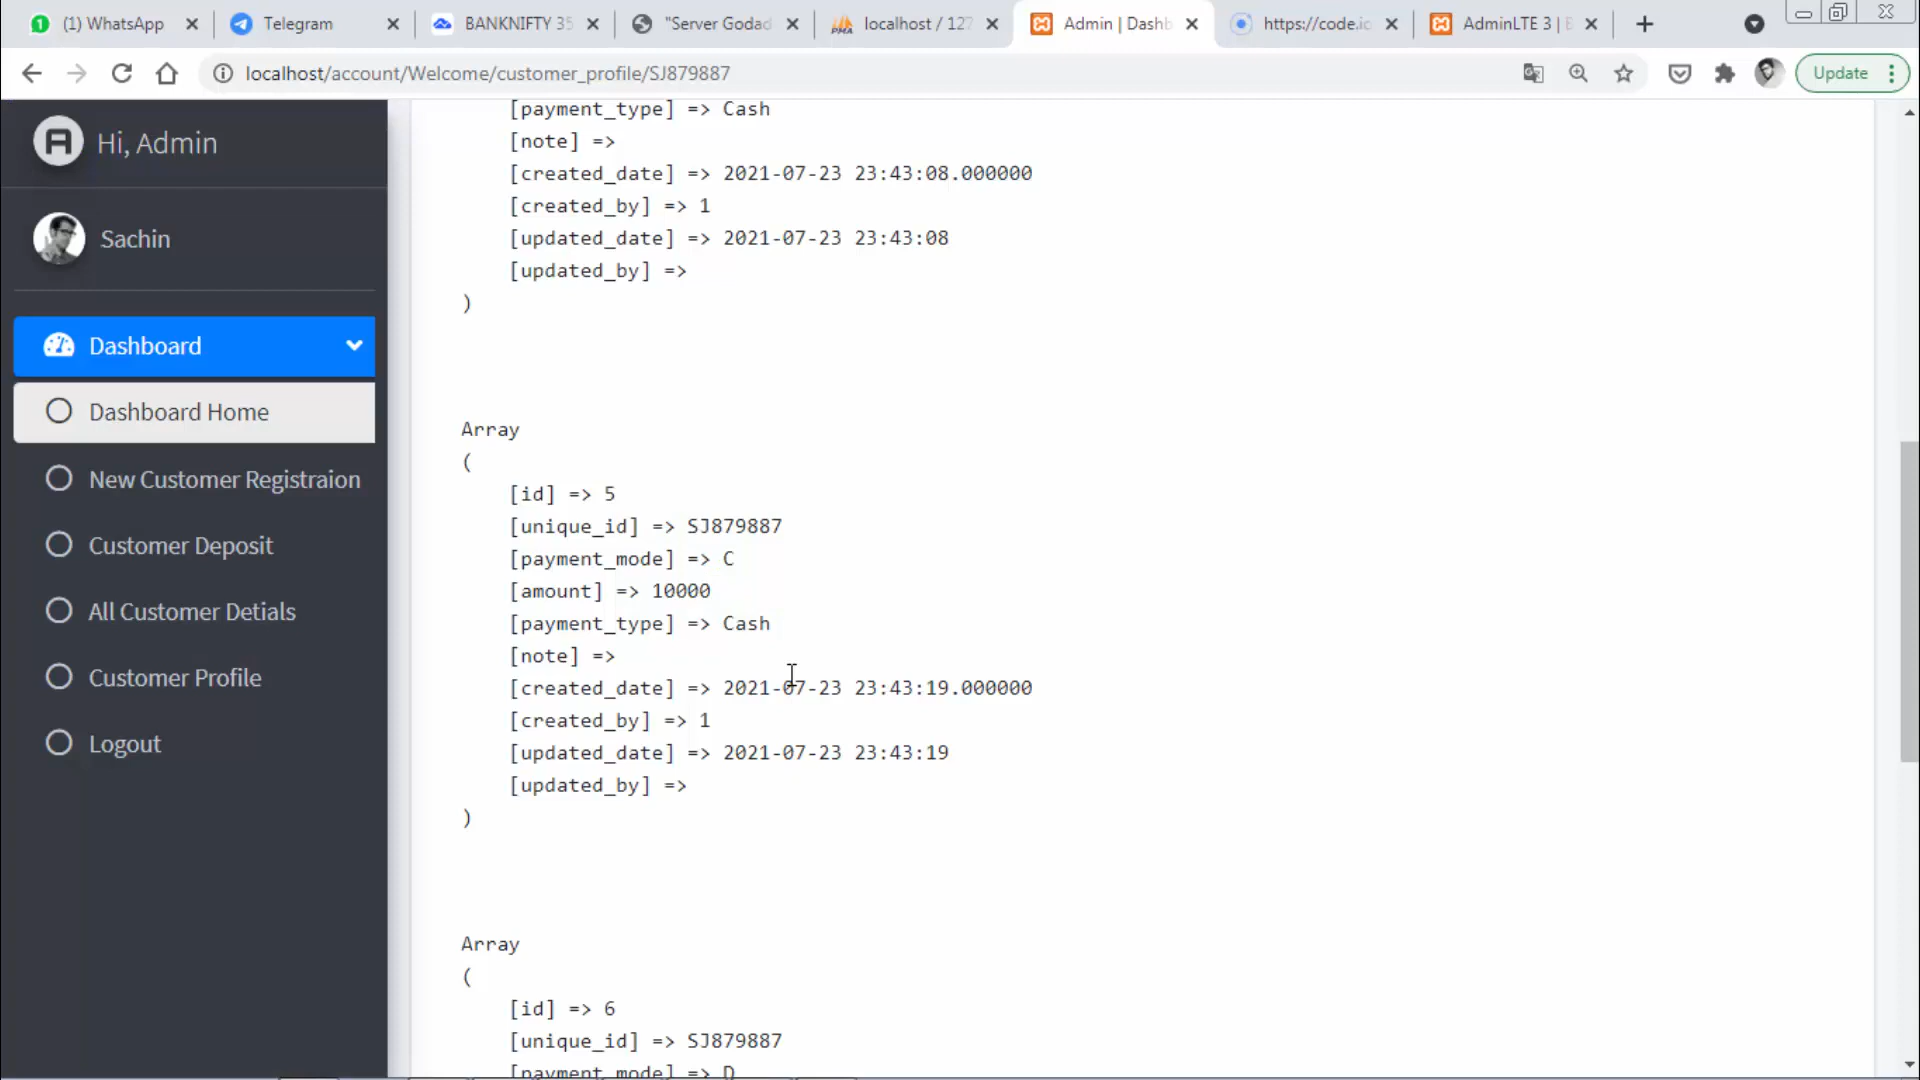 (1) WhatsApp
Telegram
BANKNIFTY 35
"Server Godad
localhost / 127
Admin | Dashb
https://code.io
AdminLTE 3 |
localhost/account/Welcome/customer_profile/SJ879887
Update
Hi, Admin
Sachin
Dashboard
Dashboard Home
New Customer Registraion
Customer Deposit
All Customer Detials
Customer Profile
Logout
[payment_type] => Cash
[note] =>
[created_date] => 2021-07-23 23:43:08.000000
[created_by] => 1
[updated_date] => 2021-07-23 23:43:08
[updated_by] =>
)
Array
(
[id] => 5
[unique_id] => SJ879887
[payment_mode] => C
[amount] => 10000
[payment_type] => Cash
[note] =>
[created_date] => 2021-07-23 23:43:19.000000
[created_by] => 1
[updated_date] => 2021-07-23 23:43:19
[updated_by] =>
)
Array
(
[id] => 6
[unique_id] => SJ879887
[payment_mode] => D